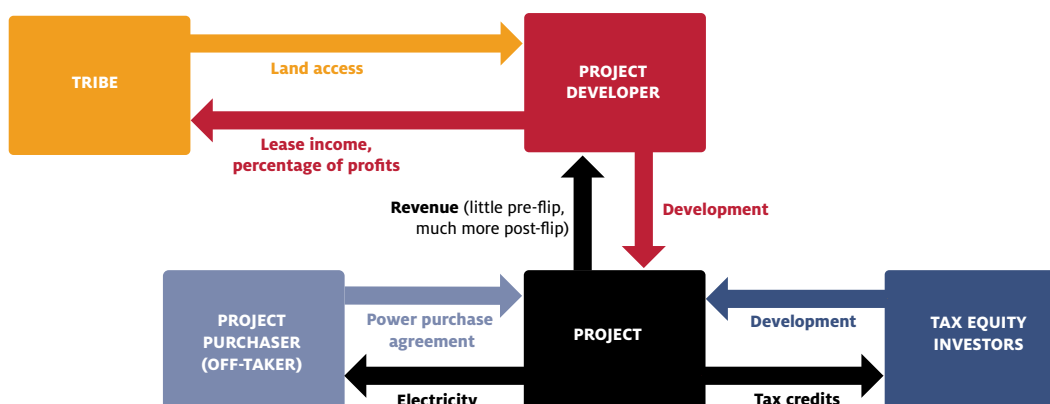 TRIBE
Land access
PROJECT
DEVELOPER
Lease income,
percentage of profits
Revenue (little pre-flip,
much more post-flip)
Development
PROJECT
PURCHASER
(OFF-TAKER)
Power purchase
agreement
Electricity
PROJECT
Development
Tax credits
TAX EQUITY
INVESTORS